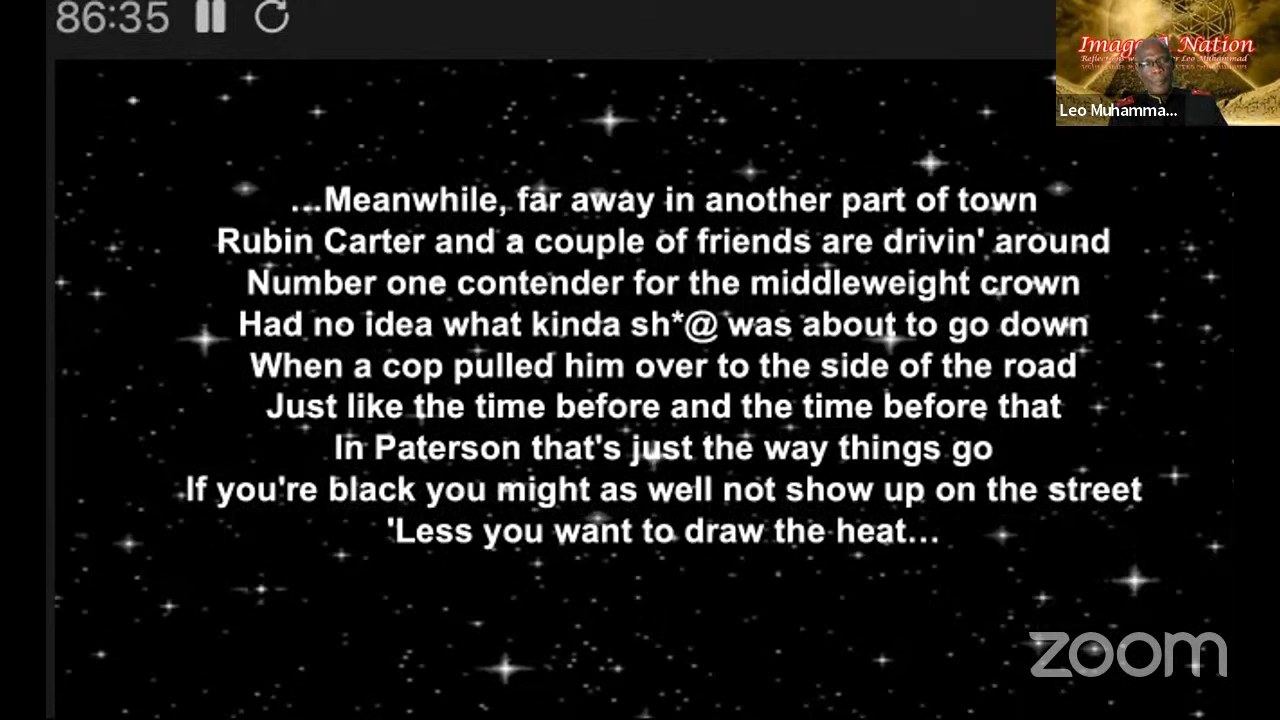 86:35
Image A Nation
Leo Muhamma...
...Meanwhile, far away in another part of town
Rubin Carter and a couple of friends are drivin' around
Number one contender for the middleweight crown
Had no idea what kinda sh*@ was about to go down
When a cop pulled him over to the side of the road
Just like the time before and the time before that
In Paterson that's just the way things go
If you're black you might as well not show up on the street
'Less you want to draw the heat...
zoom